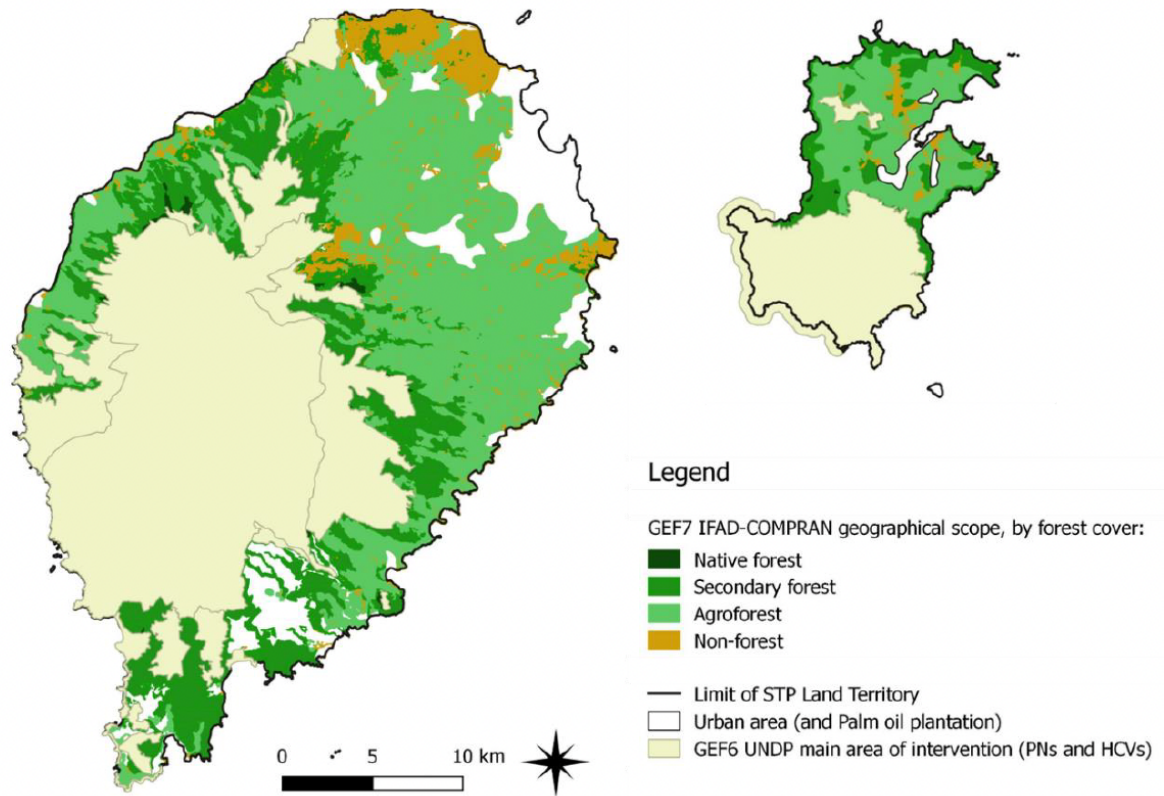 Legend
GEF7 IFAD-COMPRAN geographical scope, by forest cover:
Native forest
Secondary forest
Agroforest
Non-forest
Limit of STP Land Territory
Urban area (and Palm oil plantation)
GEF6 UNDP main area of intervention (PNs and HCVs)
0 5 10 km